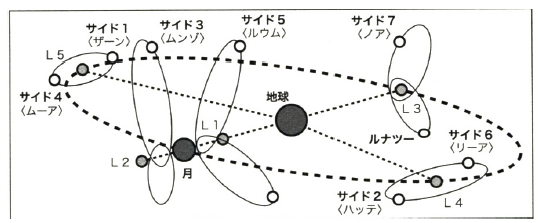 サイド1
〈ザーン〉
サイド3
〈ムンゾ〉
サイド5
〈ルウム〉
サイド7
〈ノア〉
L5
サイド4
〈ムーア〉
地球
L1
L3
ルナツー
L2
月
サイド6
〈リーア〉
サイド2
〈ハッテ〉
L4